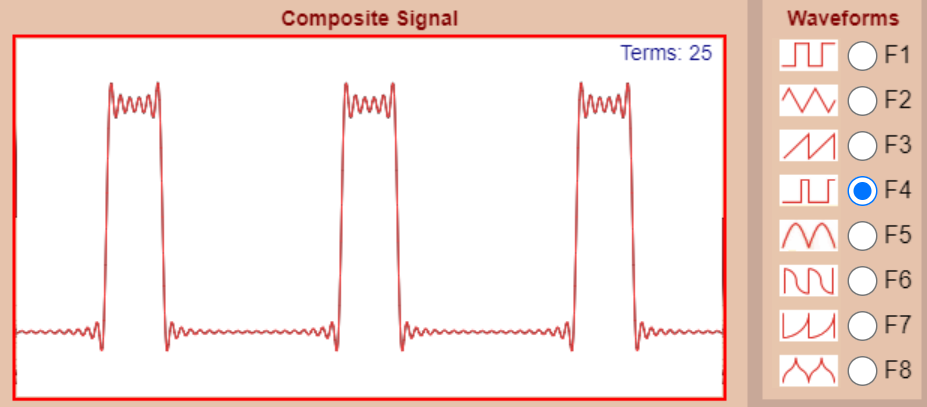 Composite Signal
Terms: 25
Waveforms
F1
F2
F3
F4
F5
F6
F7
F8